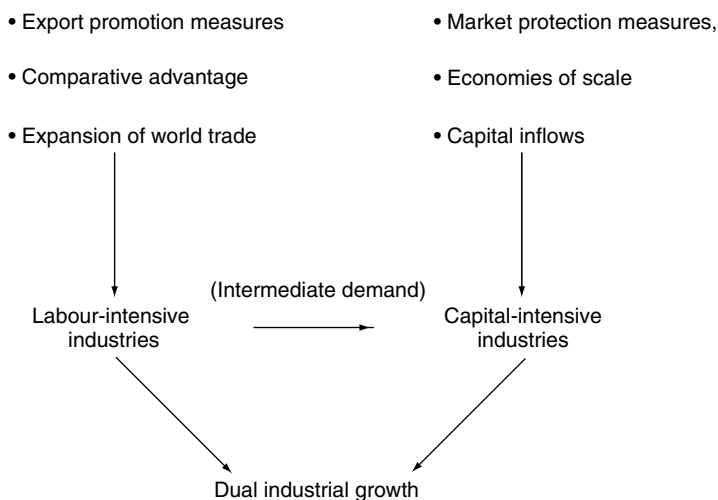 • Export promotion measures
• Comparative advantage
• Expansion of world trade
• Market protection measures,
• Economies of scale
• Capital inflows
(Intermediate demand)
Labour-intensive
industries
Capital-intensive
industries
Dual industrial growth